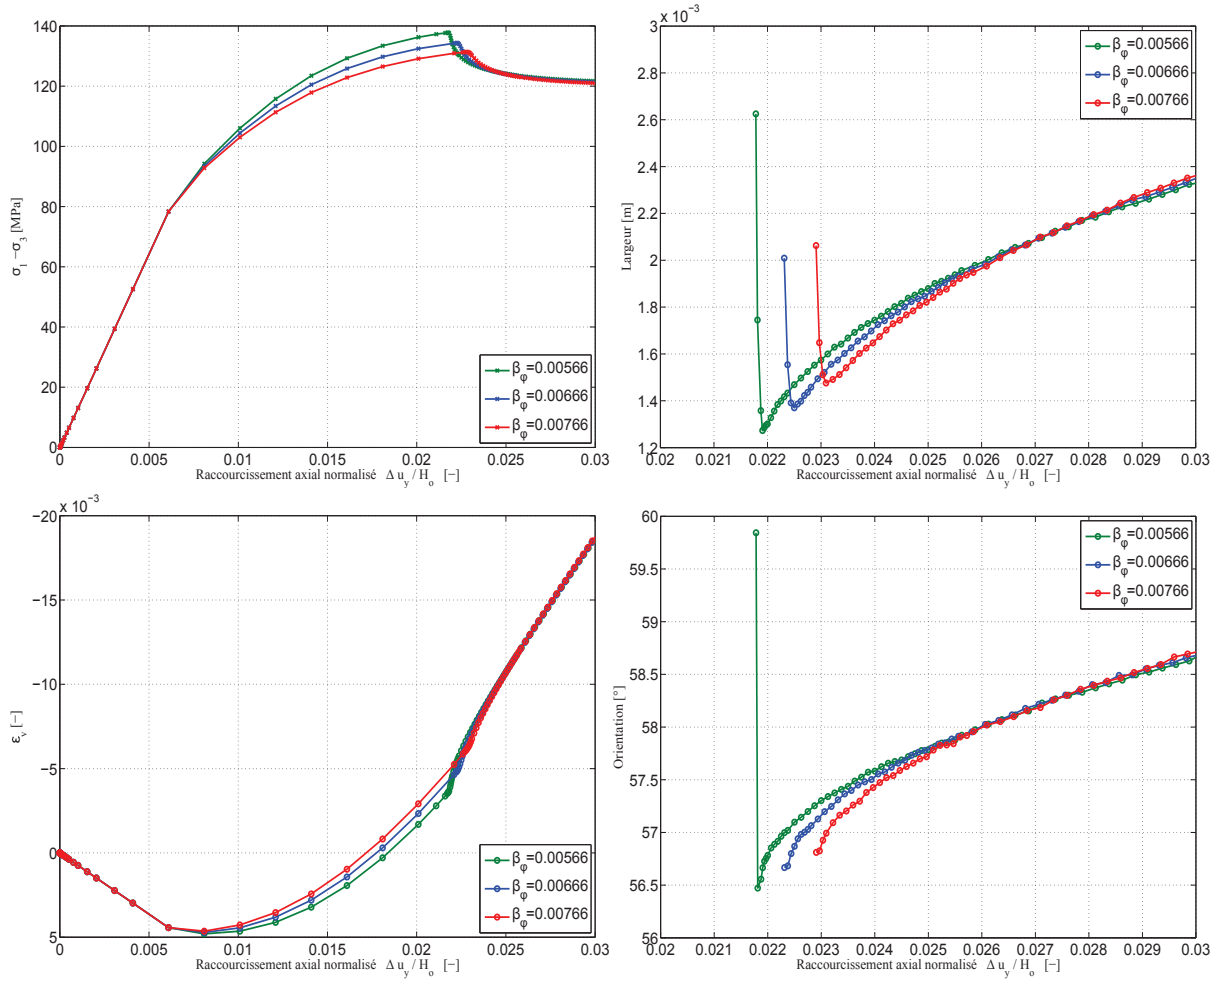 140
120
100
80
60
40
20
0
σ1 −σ3 [MPa]
βφ=0.00566
βφ=0.00666
βφ=0.00766
0 0.005 0.01 0.015 0.02 0.025 0.03
Raccourcissement axial normalisé Δ uy / Ho [−]
x 10−3
3
2.8
2.6
2.4
2.2
2
1.8
1.6
1.4
1.2
Largeur [m]
βφ=0.00566
βφ=0.00666
βφ=0.00766
0.02 0.021 0.022 0.023 0.024 0.025 0.026 0.027 0.028 0.029 0.03
Raccourcissement axial normalisé Δ uy / Ho [−]
x 10−3
−20
−15
−10
−5
0
5
εv [−]
βφ=0.00566
βφ=0.00666
βφ=0.00766
0 0.005 0.01 0.015 0.02 0.025 0.03
Raccourcissement axial normalisé Δ uy / Ho [−]
60
59.5
59
58.5
58
57.5
57
56.5
56
Orientation [°]
βφ=0.00566
βφ=0.00666
βφ=0.00766
0.02 0.021 0.022 0.023 0.024 0.025 0.026 0.027 0.028 0.029 0.03
Raccourcissement axial normalisé Δ uy / Ho [−]